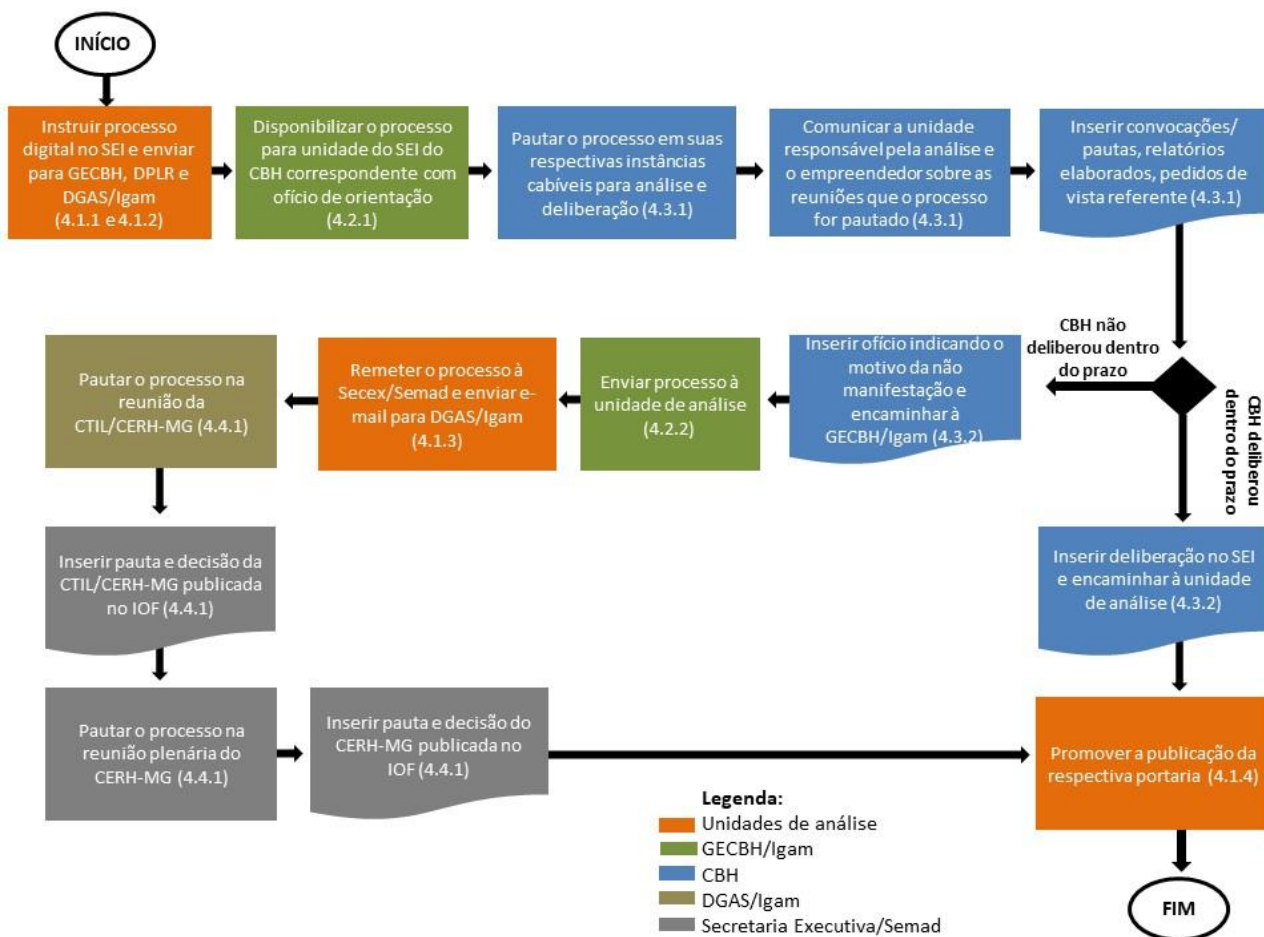 INÍCIO
Instruir processo
digital no SEI e enviar
para GECBH, DPLR e
DGAS/Igam
(4.1.1 e 4.1.2)
Disponibilizar o processo
para unidade do SEI do
CBH correspondente com
ofício de orientação
(4.2.1)
Pautar o processo em suas
respectivas instâncias
cabíveis para análise e
deliberação (4.3.1)
Comunicar a unidade
responsável pela análise e
o empreendedor sobre as
reuniões que o processo
for pautado (4.3.1)
Inserir convocações/
pautas, relatórios
elaborados, pedidos de
vista referente (4.3.1)
CBH não
deliberou dentro
do prazo
CBH deliberou
dentro do prazo
Inserir ofício indicando o
motivo da não
manifestação e
encaminhar à
GECBH/Igam (4.3.2)
Enviar processo à
unidade de análise
(4.2.2)
Remeter o processo à
Secex/Semad e enviar e-
mail para DGAS/Igam
(4.1.3)
Pautar o processo na
reunião da
CTIL/CERH-MG (4.4.1)
Inserir pauta e decisão da
CTIL/CERH-MG publicada
no IOF (4.4.1)
Inserir deliberação no SEI
e encaminhar à unidade
de análise (4.3.2)
Pautar o processo na
reunião plenária do
CERH-MG (4.4.1)
Inserir pauta e decisão do
CERH-MG publicada no
IOF (4.4.1)
Promover a publicação da
respectiva portaria (4.1.4)
Legenda:
Unidades de análise
GECBH/Igam
CBH
DGAS/Igam
Secretaria Executiva/Semad
FIM